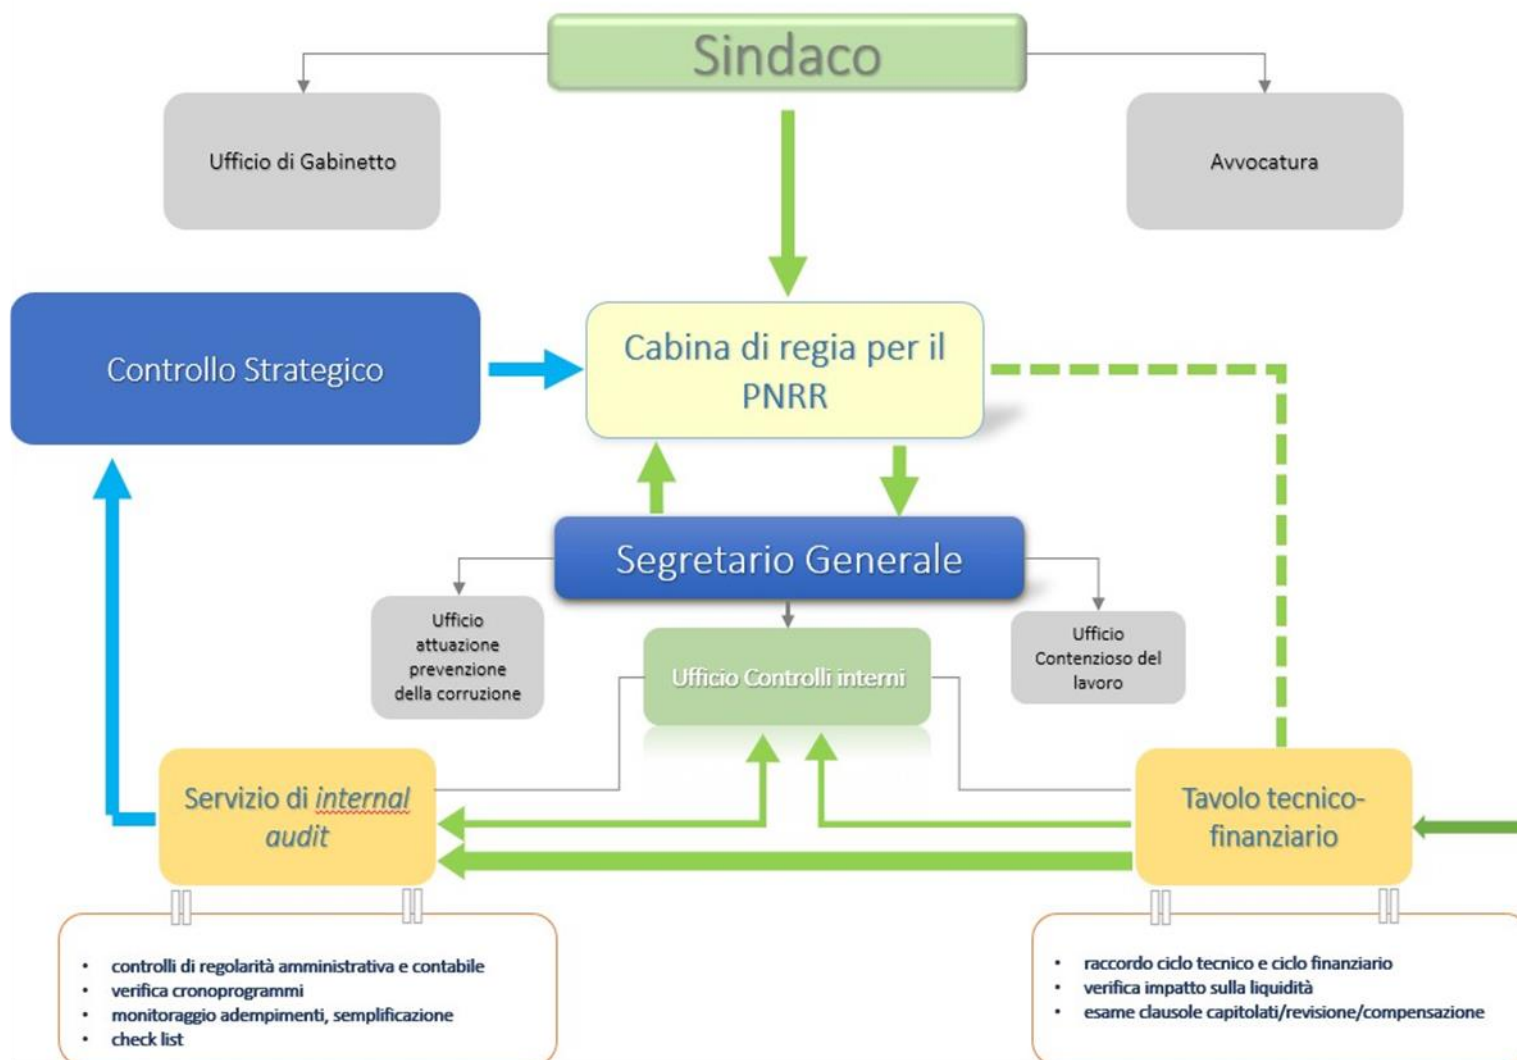 Sindaco
Ufficio di Gabinetto
Avvocatura
Controllo Strategico
Cabina di regia per il
PNRR
Segretario Generale
Ufficio
attuazione
prevenzione
della corruzione
Ufficio Controlli interni
Ufficio
Contenzioso del
lavoro
Servizio di internal
audit
Tavolo tecnico-
finanziario
• controlli di regolarità amministrativa e contabile
• verifica cronoprogrammi
• monitoraggio adempimenti, semplificazione
• check list
• raccordo ciclo tecnico e ciclo finanziario
• verifica impatto sulla liquidità
• esame clausole capitolati/revisione/compensazione